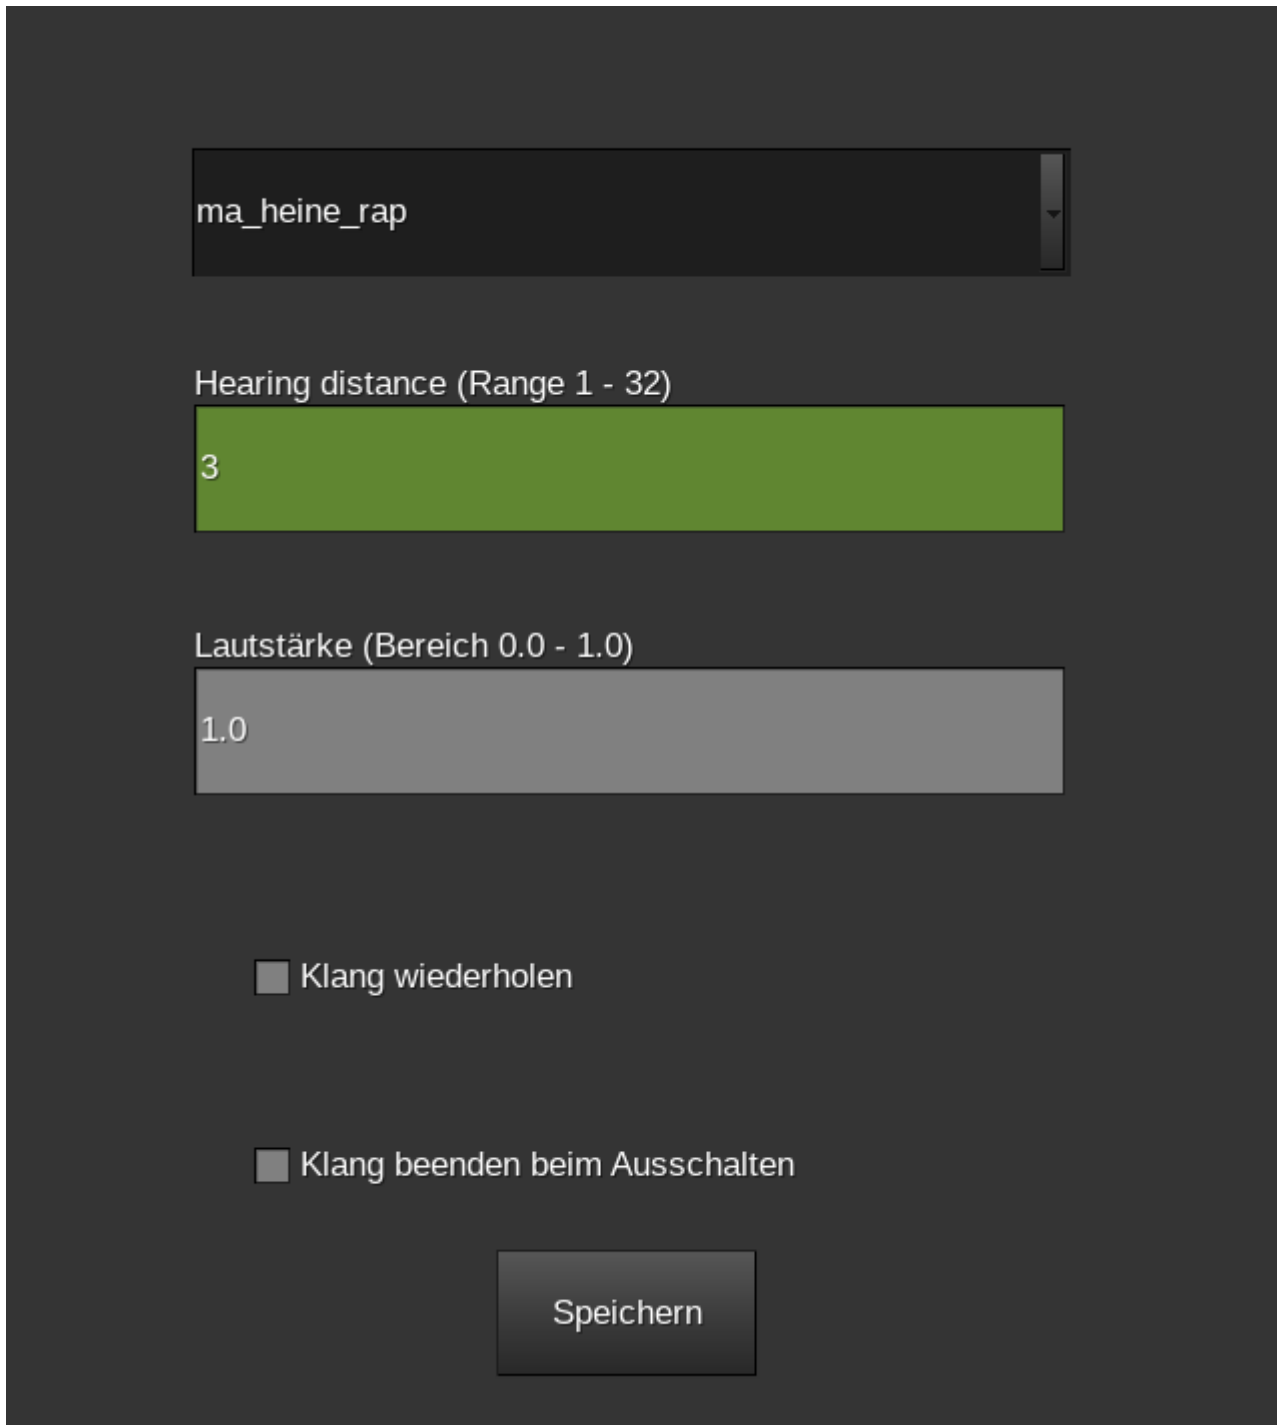 ma_heine_rap
Hearing distance (Range 1 - 32)
3
Lautstärke (Bereich 0.0 - 1.0)
1.0
Klang wiederholen
Klang beenden beim Ausschalten
Speichern